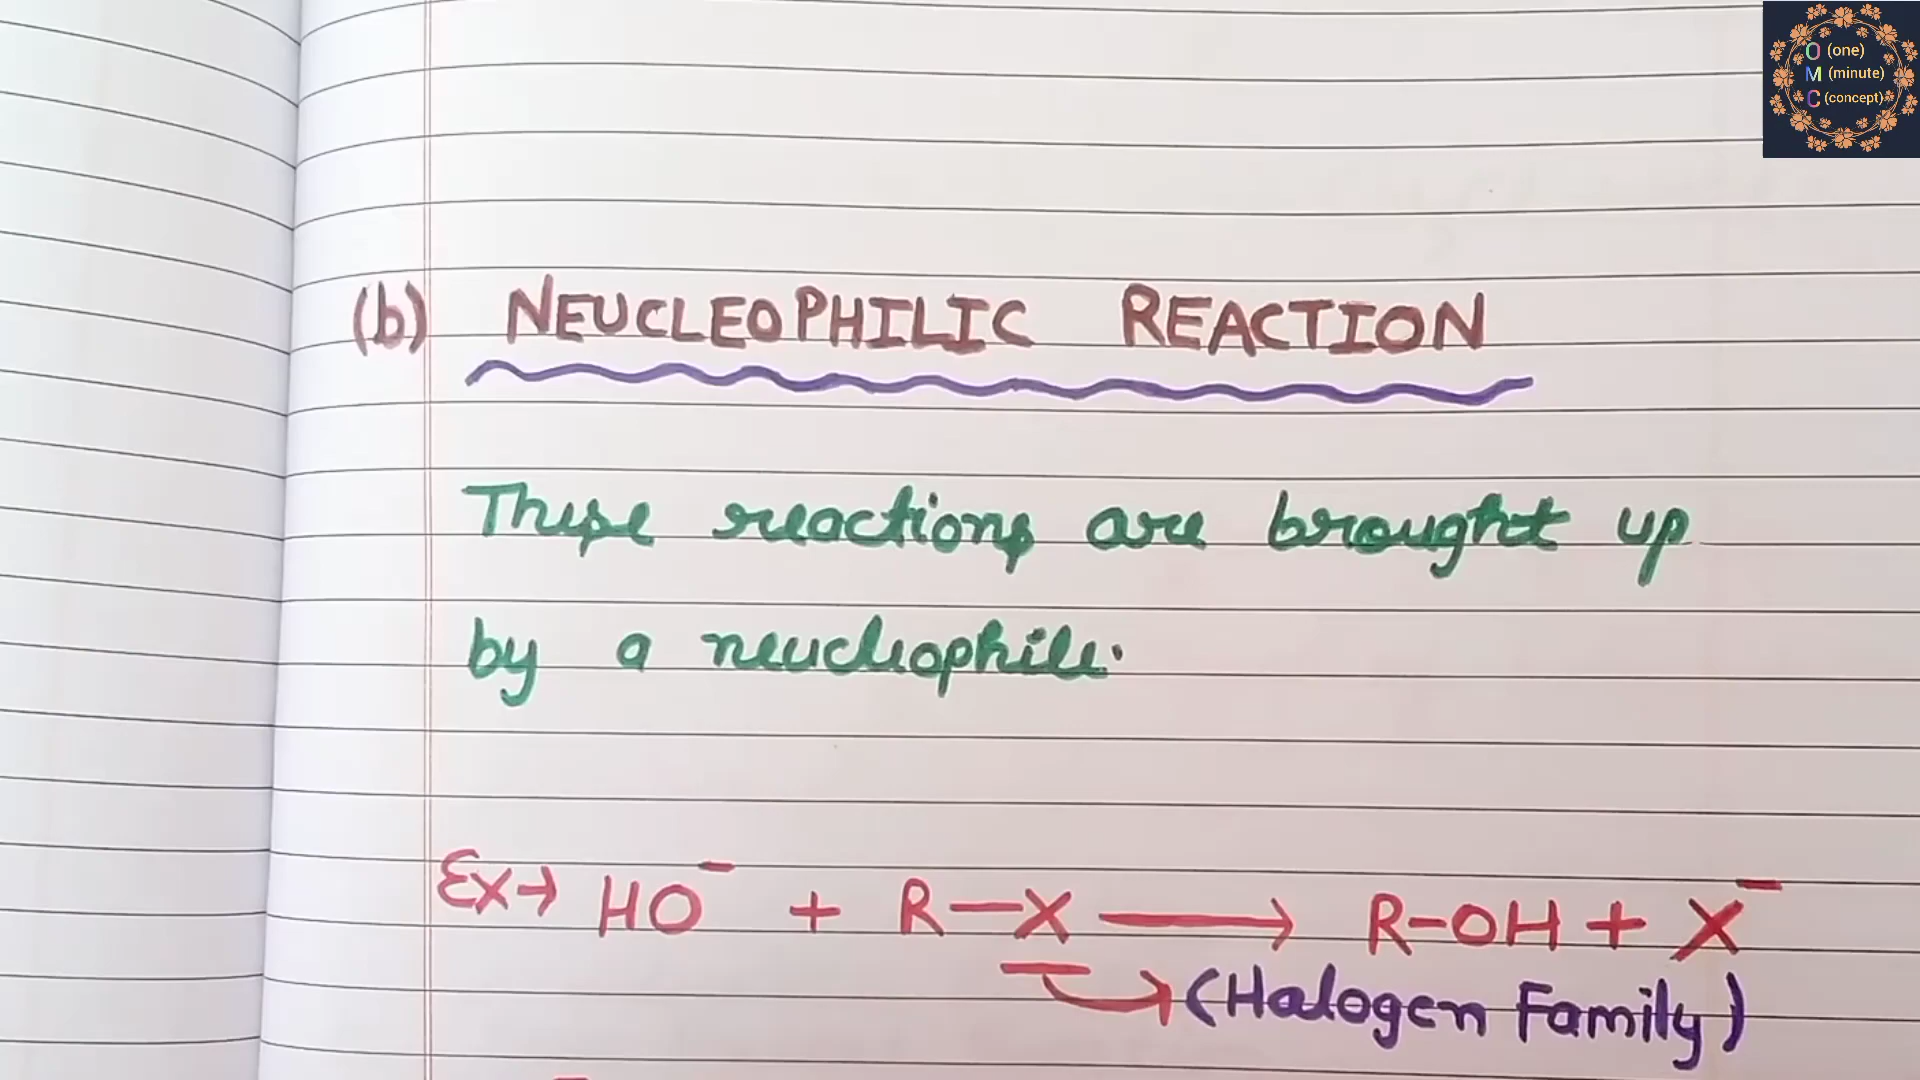 O (one)
M (minute)
C (concept)
(b) NEUCLEOPHILIC REACTION
These reactions are brought up
by a neucleophile.
Ex→ HO⁻ + R—X ⟶ R-OH + X⁻
(Halogen Family)